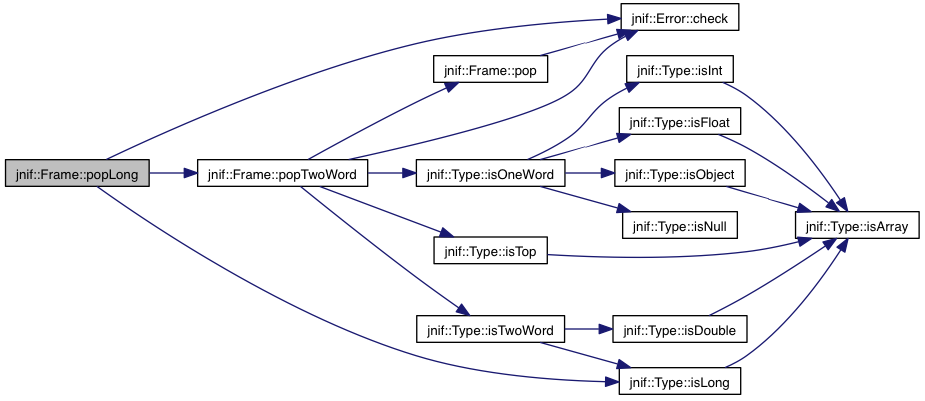 jnif::Error::check
jnif::Frame::pop
jnif::Type::isInt
jnif::Type::isFloat
jnif::Frame::popLong
jnif::Frame::popTwoWord
jnif::Type::isOneWord
jnif::Type::isObject
jnif::Type::isNull
jnif::Type::isArray
jnif::Type::isTop
jnif::Type::isTwoWord
jnif::Type::isDouble
jnif::Type::isLong